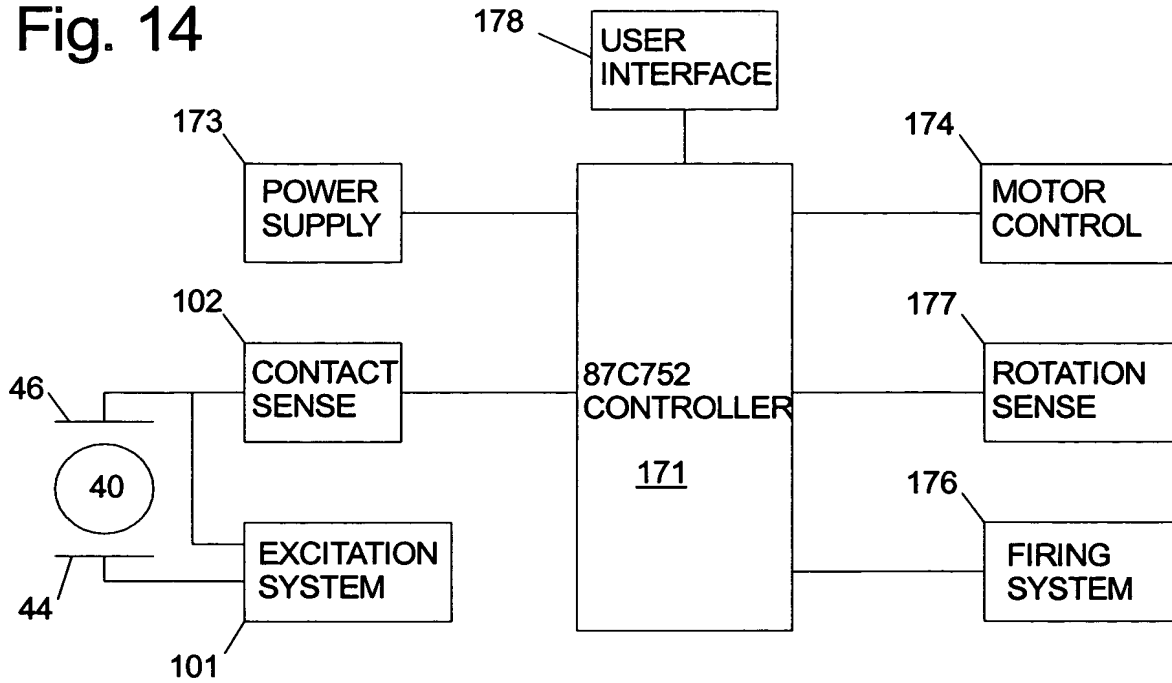 Fig. 14
178
USER
INTERFACE
173
POWER
SUPPLY
174
MOTOR
CONTROL
102
CONTACT
SENSE
177
ROTATION
SENSE
87C752
CONTROLLER
171
46
40
44
EXCITATION
SYSTEM
101
176
FIRING
SYSTEM